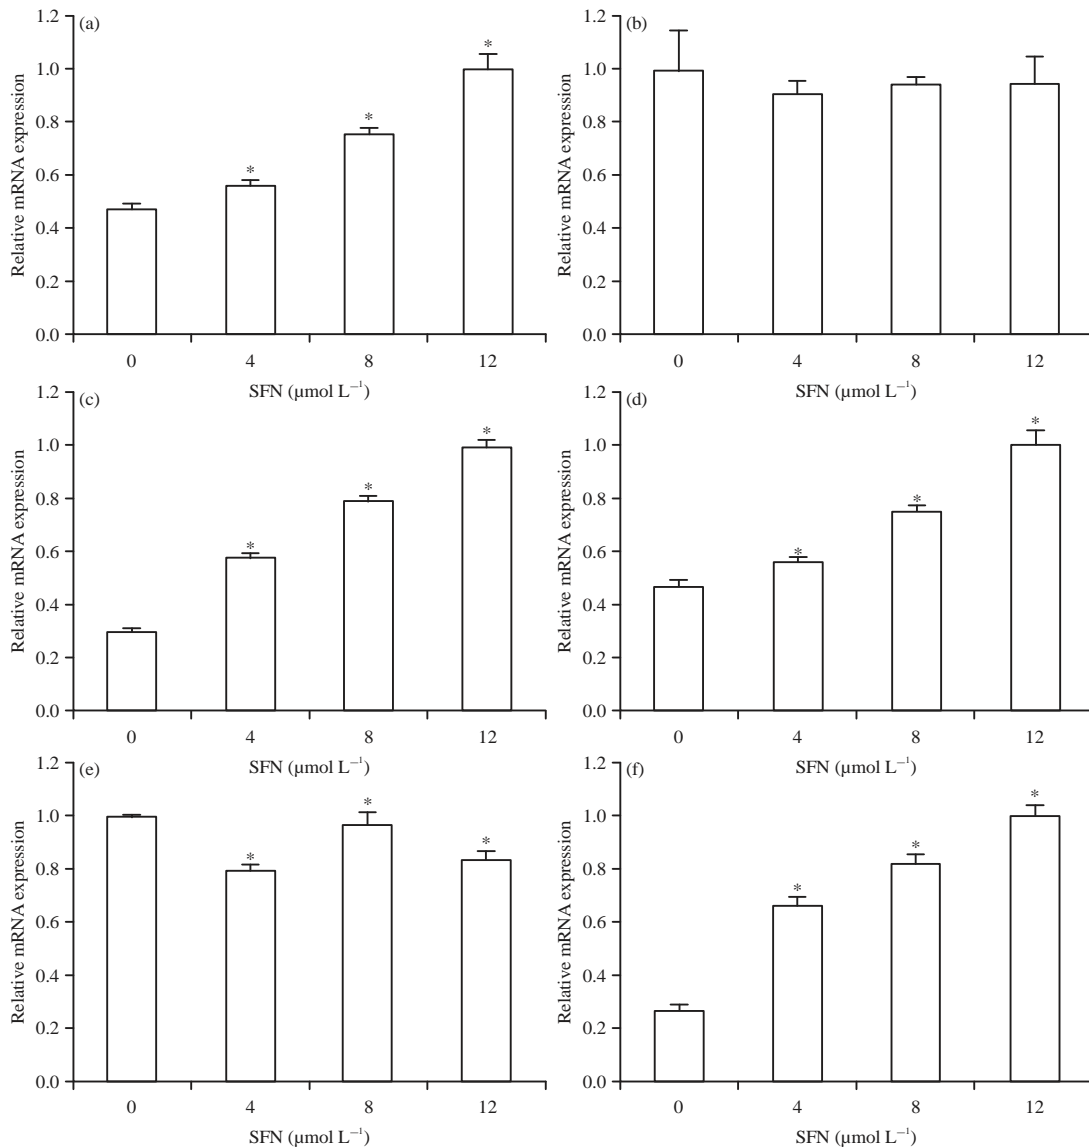 (a)
Relative mRNA expression
1.2
1.0
0.8
0.6
0.4
0.2
0.0
*
*
*
0 4 8 12
SFN (µmol L⁻¹)
(b)
Relative mRNA expression
1.2
1.0
0.8
0.6
0.4
0.2
0.0
0 4 8 12
SFN (µmol L⁻¹)
(c)
Relative mRNA expression
1.2
1.0
0.8
0.6
0.4
0.2
0.0
*
*
*
0 4 8 12
SFN (µmol L⁻¹)
(d)
Relative mRNA expression
1.2
1.0
0.8
0.6
0.4
0.2
0.0
*
*
*
0 4 8 12
SFN (µmol L⁻¹)
(e)
Relative mRNA expression
1.2
1.0
0.8
0.6
0.4
0.2
0.0
*
*
*
0 4 8 12
SFN (µmol L⁻¹)
(f)
Relative mRNA expression
1.2
1.0
0.8
0.6
0.4
0.2
0.0
*
*
*
0 4 8 12
SFN (µmol L⁻¹)